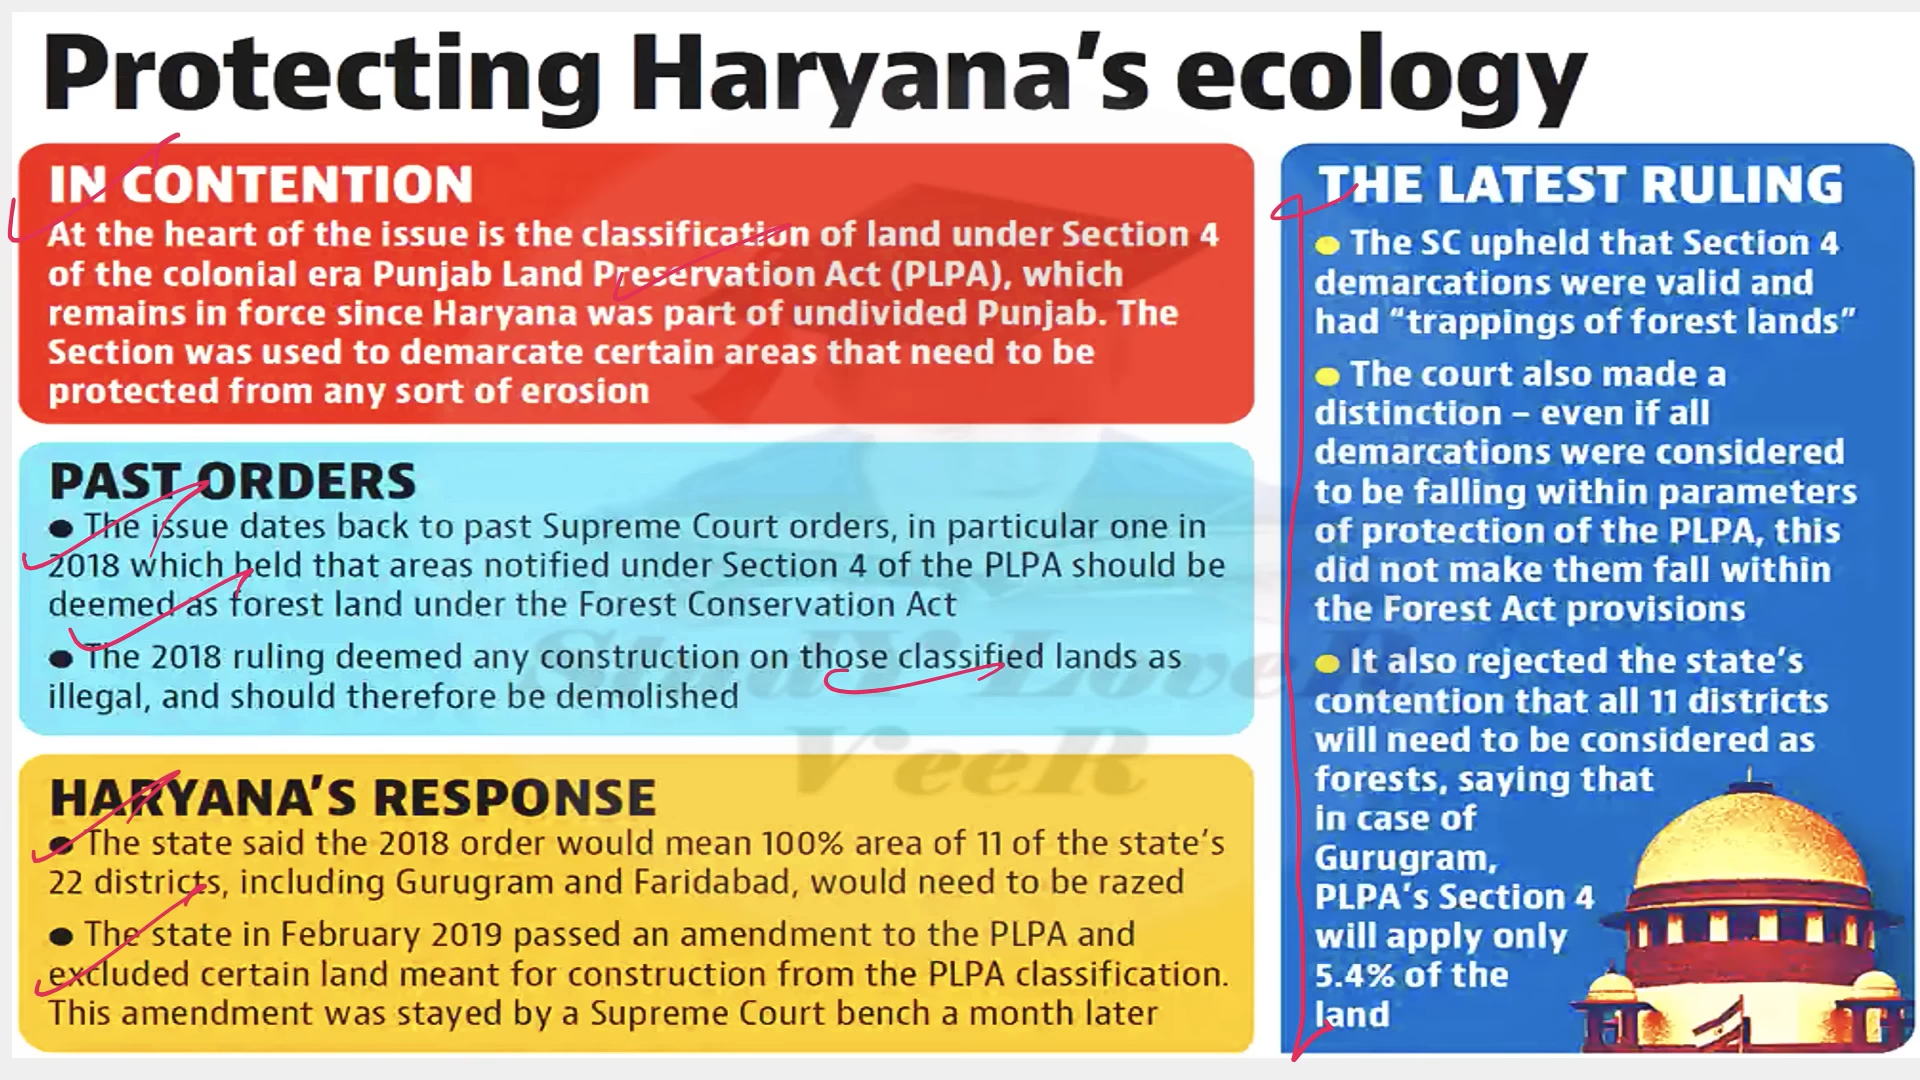 Protecting Haryana’s ecology
IN CONTENTION
At the heart of the issue is the classification of land under Section 4
of the colonial era Punjab Land Preservation Act (PLPA), which
remains in force since Haryana was part of undivided Punjab. The
Section was used to demarcate certain areas that need to be
protected from any sort of erosion
PAST ORDERS
● The issue dates back to past Supreme Court orders, in particular one in
2018 which held that areas notified under Section 4 of the PLPA should be
deemed as forest land under the Forest Conservation Act
● The 2018 ruling deemed any construction on those classified lands as
illegal, and should therefore be demolished
HARYANA’S RESPONSE
● The state said the 2018 order would mean 100% area of 11 of the state’s
22 districts, including Gurugram and Faridabad, would need to be razed
● The state in February 2019 passed an amendment to the PLPA and
excluded certain land meant for construction from the PLPA classification.
This amendment was stayed by a Supreme Court bench a month later
THE LATEST RULING
● The SC upheld that Section 4
demarcations were valid and
had “trappings of forest lands”
● The court also made a
distinction – even if all
demarcations were considered
to be falling within parameters
of protection of the PLPA, this
did not make them fall within
the Forest Act provisions
● It also rejected the state’s
contention that all 11 districts
will need to be considered as
forests, saying that
in case of
Gurugram,
PLPA’s Section 4
will apply only
5.4% of the
land
StudY LoveR
VeeR